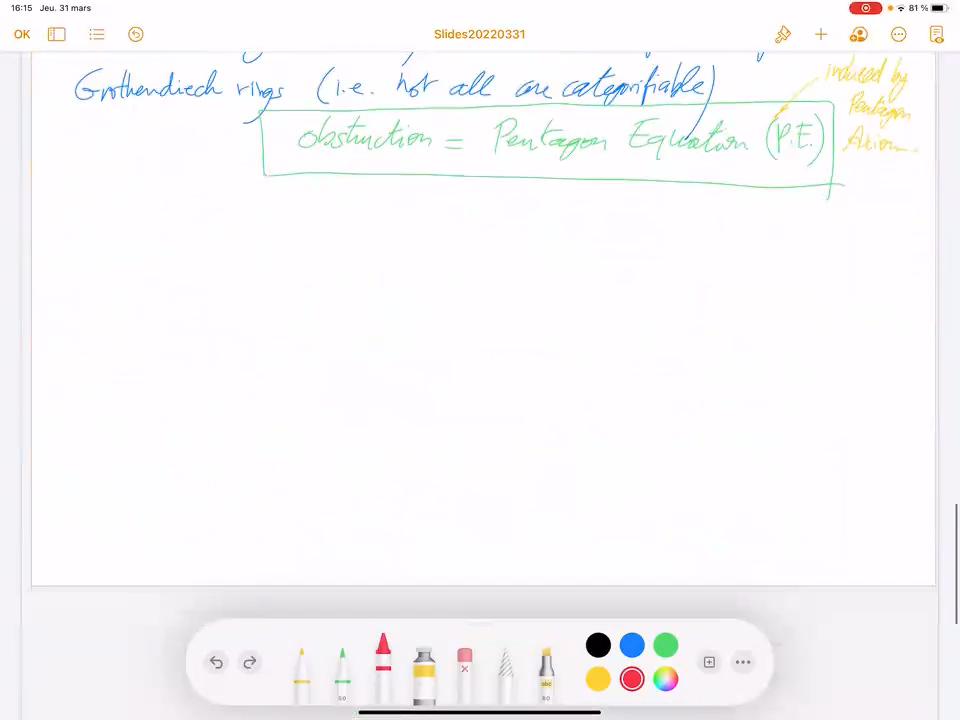 16:15 Jeu. 31 mars
81 %
OK
Slides20220331
Grothendieck rings (i.e. not all are categorifiable)
obstruction = Pentagon Equation (P.E.)
induced by
Pentagon
Axiom.